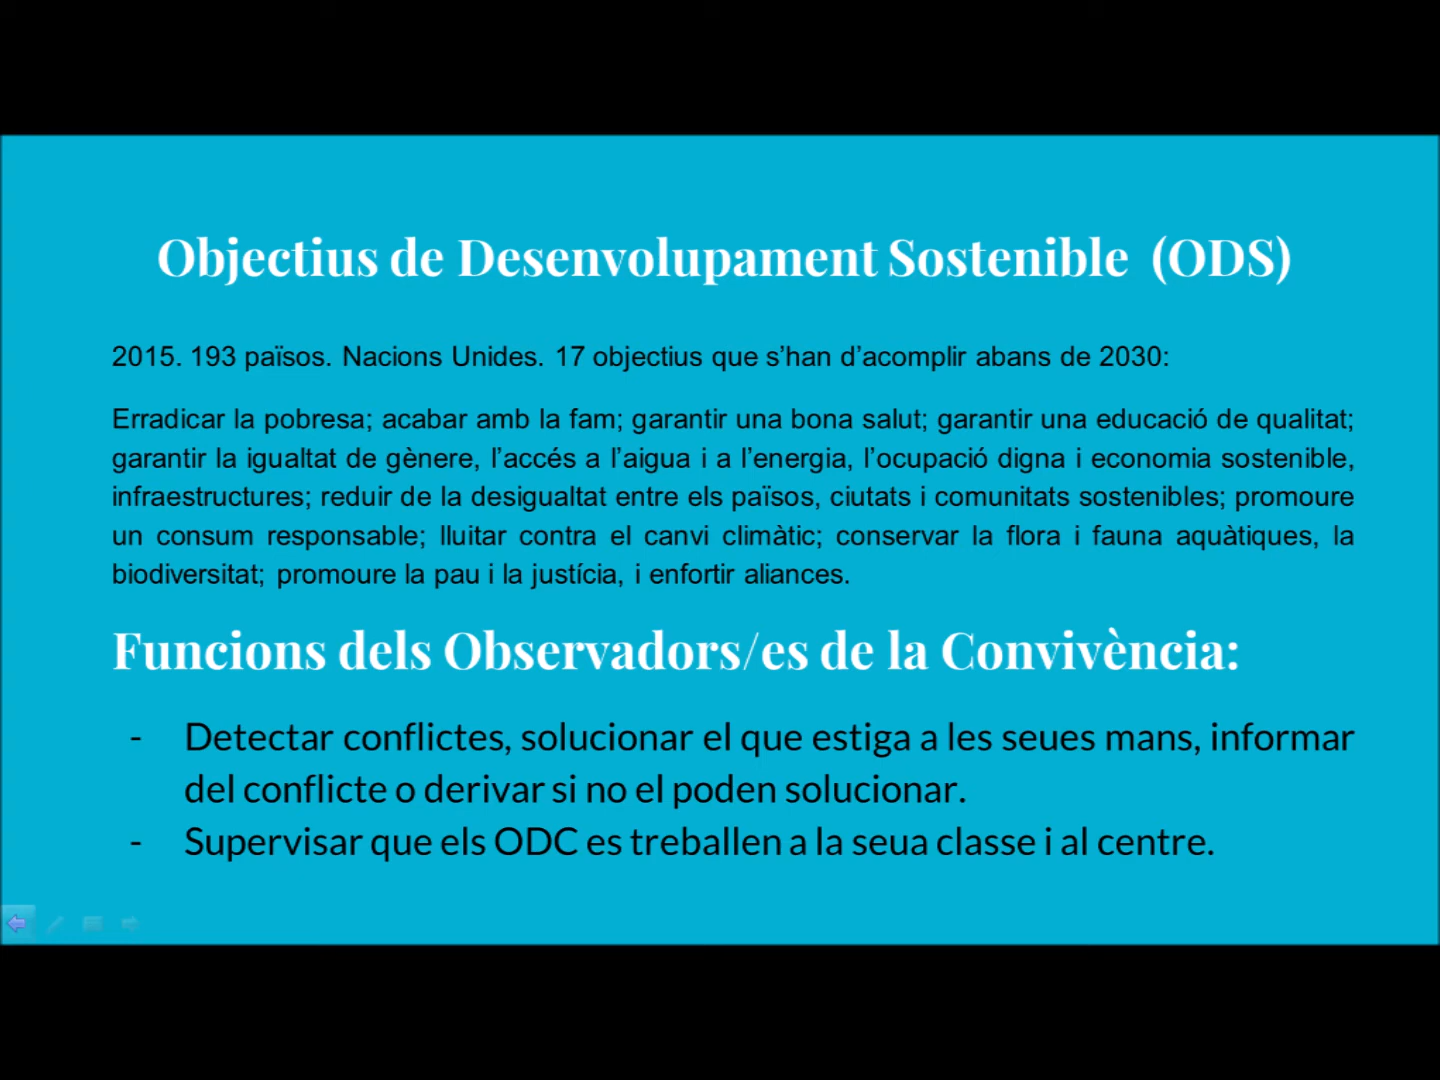 Objectius de Desenvolupament Sostenible (ODS)
2015. 193 països. Nacions Unides. 17 objectius que s’han d’acomplir abans de 2030:
Erradicar la pobresa; acabar amb la fam; garantir una bona salut; garantir una educació de qualitat;
garantir la igualtat de gènere, l’accés a l’aigua i a l’energia, l’ocupació digna i economia sostenible,
infraestructures; reduir de la desigualtat entre els països, ciutats i comunitats sostenibles; promoure
un consum responsable; lluitar contra el canvi climàtic; conservar la flora i fauna aquàtiques, la
biodiversitat; promoure la pau i la justícia, i enfortir aliances.
Funcions dels Observadors/es de la Convivència:
- Detectar conflictes, solucionar el que estiga a les seues mans, informar
del conflicte o derivar si no el poden solucionar.
- Supervisar que els ODC es treballen a la seua classe i al centre.